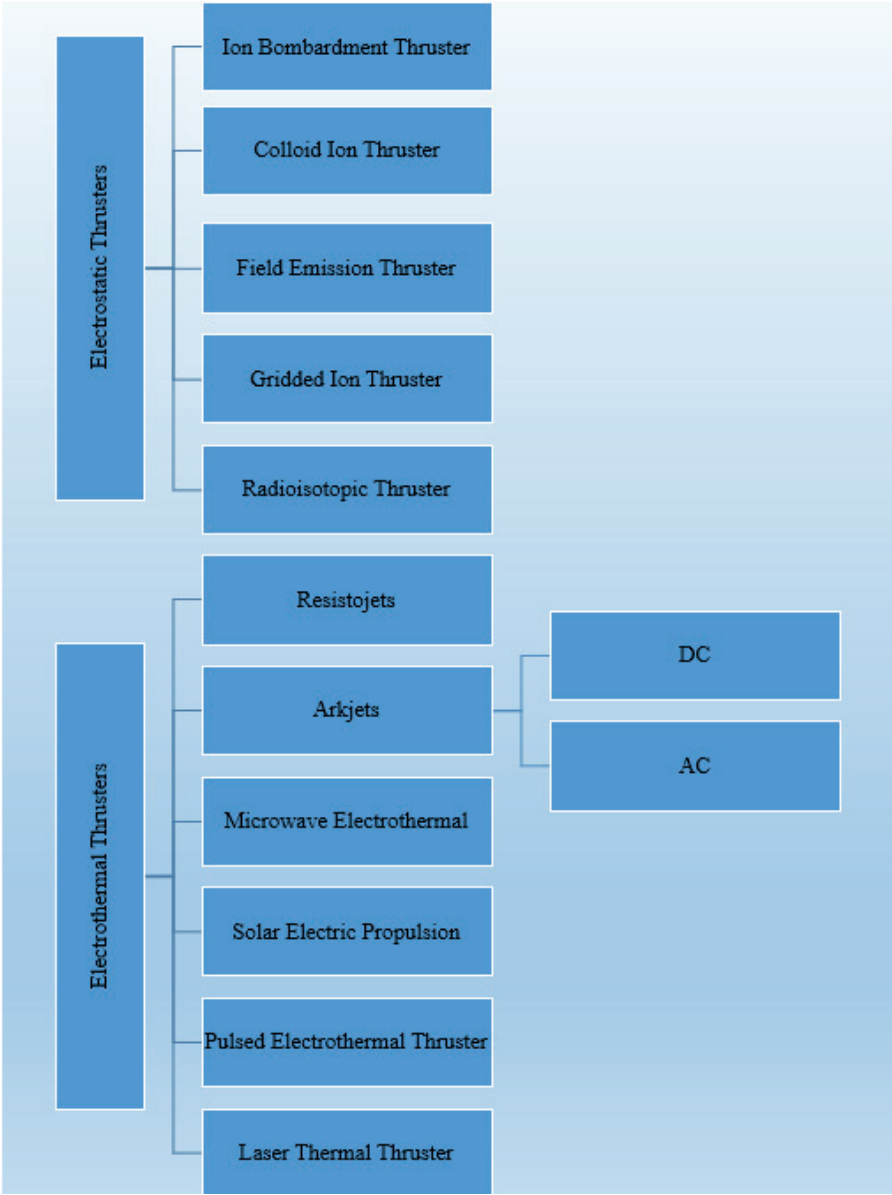 Electrostatic Thrusters
Ion Bombardment Thruster
Colloid Ion Thruster
Field Emission Thruster
Gridded Ion Thruster
Radioisotopic Thruster
Electrothermal Thrusters
Resistojets
Arkjets
DC
AC
Microwave Electrothermal
Solar Electric Propulsion
Pulsed Electrothermal Thruster
Laser Thermal Thruster